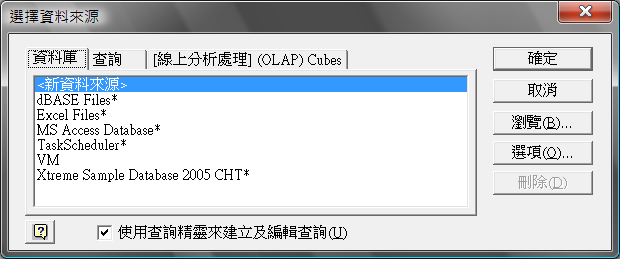 選擇資料來源
資料庫 查詢 [線上分析處理] (OLAP) Cubes
<新資料來源>
dBASE Files*
Excel Files*
MS Access Database*
TaskScheduler*
VM
Xtreme Sample Database 2005 CHT*
確定
取消
瀏覽(B)...
選項(O)...
刪除(D)
使用查詢精靈來建立及編輯查詢(U)